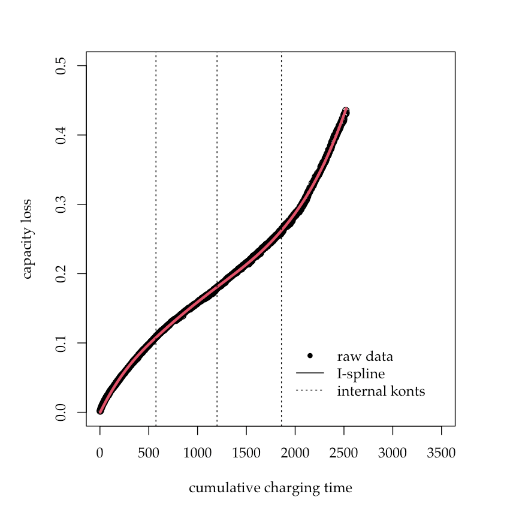 0.5
0.4
0.3
0.2
0.1
0.0
capacity loss
raw data
I-spline
internal konts
0 500 1000 1500 2000 2500 3000 3500
cumulative charging time